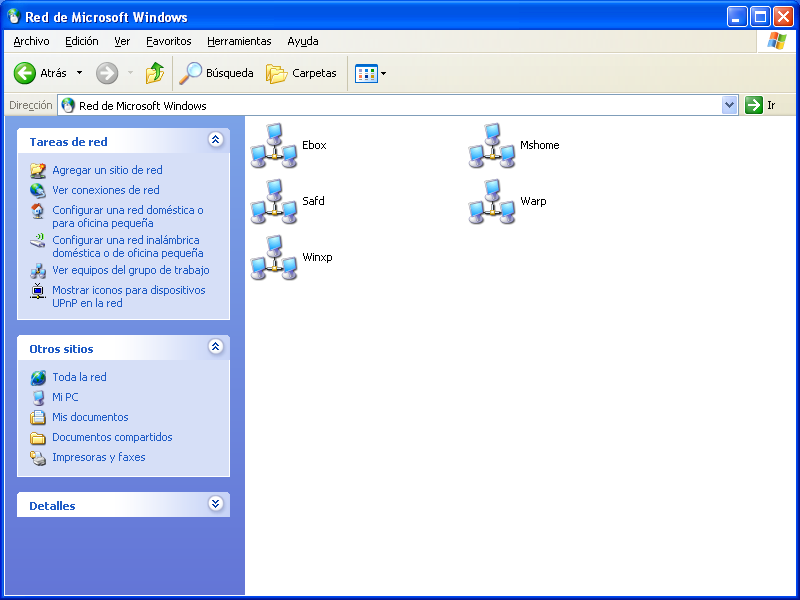 Red de Microsoft Windows
Archivo Edición Ver Favoritos Herramientas Ayuda
Atrás Búsqueda Carpetas
Dirección Red de Microsoft Windows Ir
Tareas de red
Agregar un sitio de red
Ver conexiones de red
Configurar una red doméstica o
para oficina pequeña
Configurar una red inalámbrica
doméstica o de oficina pequeña
Ver equipos del grupo de trabajo
Mostrar iconos para dispositivos
UPnP en la red
Otros sitios
Toda la red
Mi PC
Mis documentos
Documentos compartidos
Impresoras y faxes
Detalles
Ebox Mshome
Safd Warp
Winxp